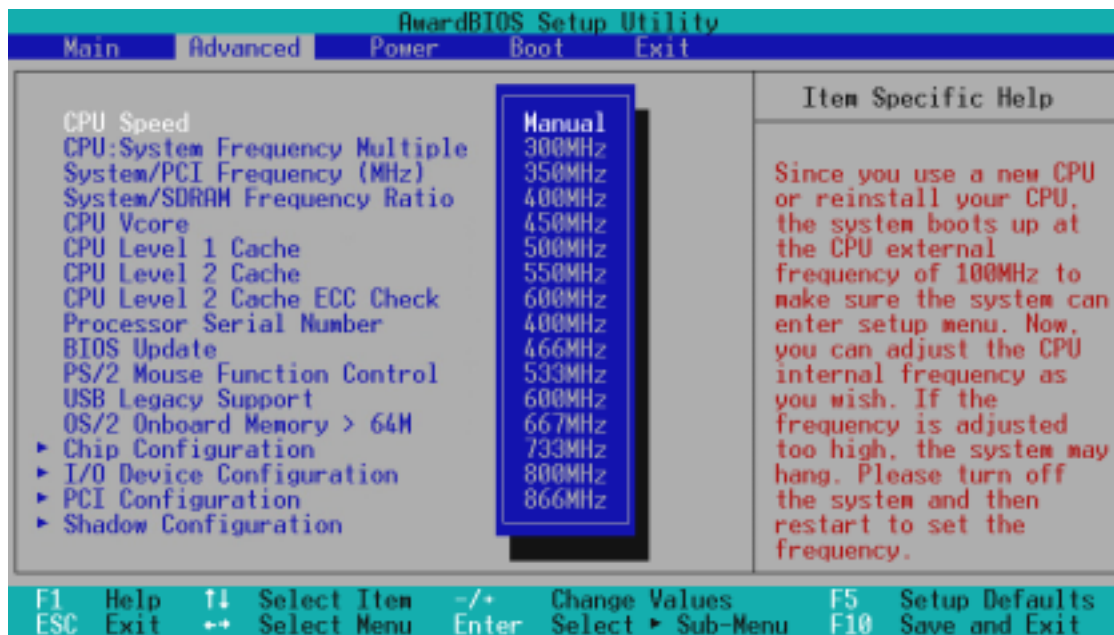 AwardBIOS Setup Utility
Main Advanced Power Boot Exit
CPU Speed
CPU:System Frequency Multiple
System/PCI Frequency (MHz)
System/SDRAM Frequency Ratio
CPU Vcore
CPU Level 1 Cache
CPU Level 2 Cache
CPU Level 2 Cache ECC Check
Processor Serial Number
BIOS Update
PS/2 Mouse Function Control
USB Legacy Support
OS/2 Onboard Memory > 64M
▸ Chip Configuration
▸ I/O Device Configuration
▸ PCI Configuration
▸ Shadow Configuration
Manual
300MHz
350MHz
400MHz
450MHz
500MHz
550MHz
600MHz
400MHz
466MHz
533MHz
600MHz
667MHz
733MHz
800MHz
866MHz
Item Specific Help
Since you use a new CPU
or reinstall your CPU,
the system boots up at
the CPU external
frequency of 100MHz to
make sure the system can
enter setup menu. Now,
you can adjust the CPU
internal frequency as
you wish. If the
frequency is adjusted
too high, the system may
hang. Please turn off
the system and then
restart to set the
frequency.
F1 Help ↑↓ Select Item -/+ Change Values F5 Setup Defaults
ESC Exit ←→ Select Menu Enter Select ▸ Sub-Menu F10 Save and Exit